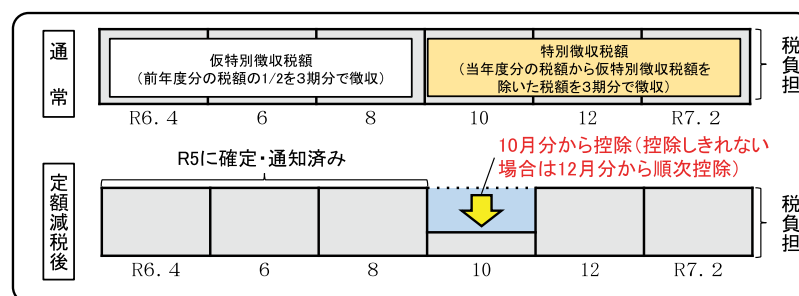 通常
仮特別徴収税額
(前年度分の税額の1/2を3期分で徴収)
特別徴収税額
(当年度分の税額から仮特別徴収税額を
除いた税額を3期分で徴収)
税負担
R6.4 6 8 10 12 R7.2
10月分から控除(控除しきれない
場合は12月分から順次控除)
R5に確定・通知済み
定額減税後
税負担
R6.4 6 8 10 12 R7.2